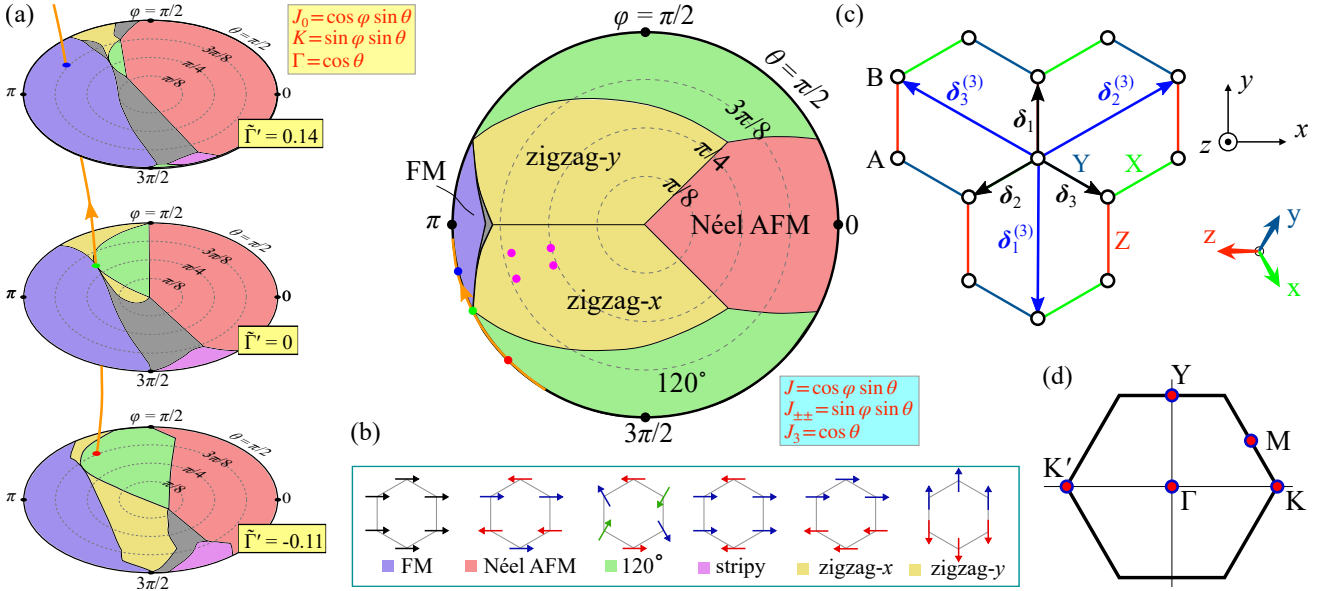 (a)
φ = π/2
θ = π/2
3π/8
π/4
π/8
π
0
Γ̃′ = 0.14
3π/2
J₀ = cos φ sin θ
K = sin φ sin θ
Γ = cos θ
φ = π/2
3π/8
π/4
π/8
π
0
Γ̃′ = 0
3π/2
φ = π/2
θ = π/2
3π/8
π/4
π/8
π
0
Γ̃′ = -0.11
3π/2
φ = π/2
θ = π/2
3π/8
π/4
π/8
zigzag-y
FM
π
Néel AFM
0
zigzag-x
120˚
3π/2
J = cos φ sin θ
J±± = sin φ sin θ
J₃ = cos θ
(b)
FM
Néel AFM
120˚
stripy
zigzag-x
zigzag-y
(c)
B
δ₃⁽³⁾
δ₂⁽³⁾
δ₁
A
Y
X
δ₂
δ₃
δ₁⁽³⁾
Z
y
z
x
y
z
x
(d)
Y
M
K′
Γ
K